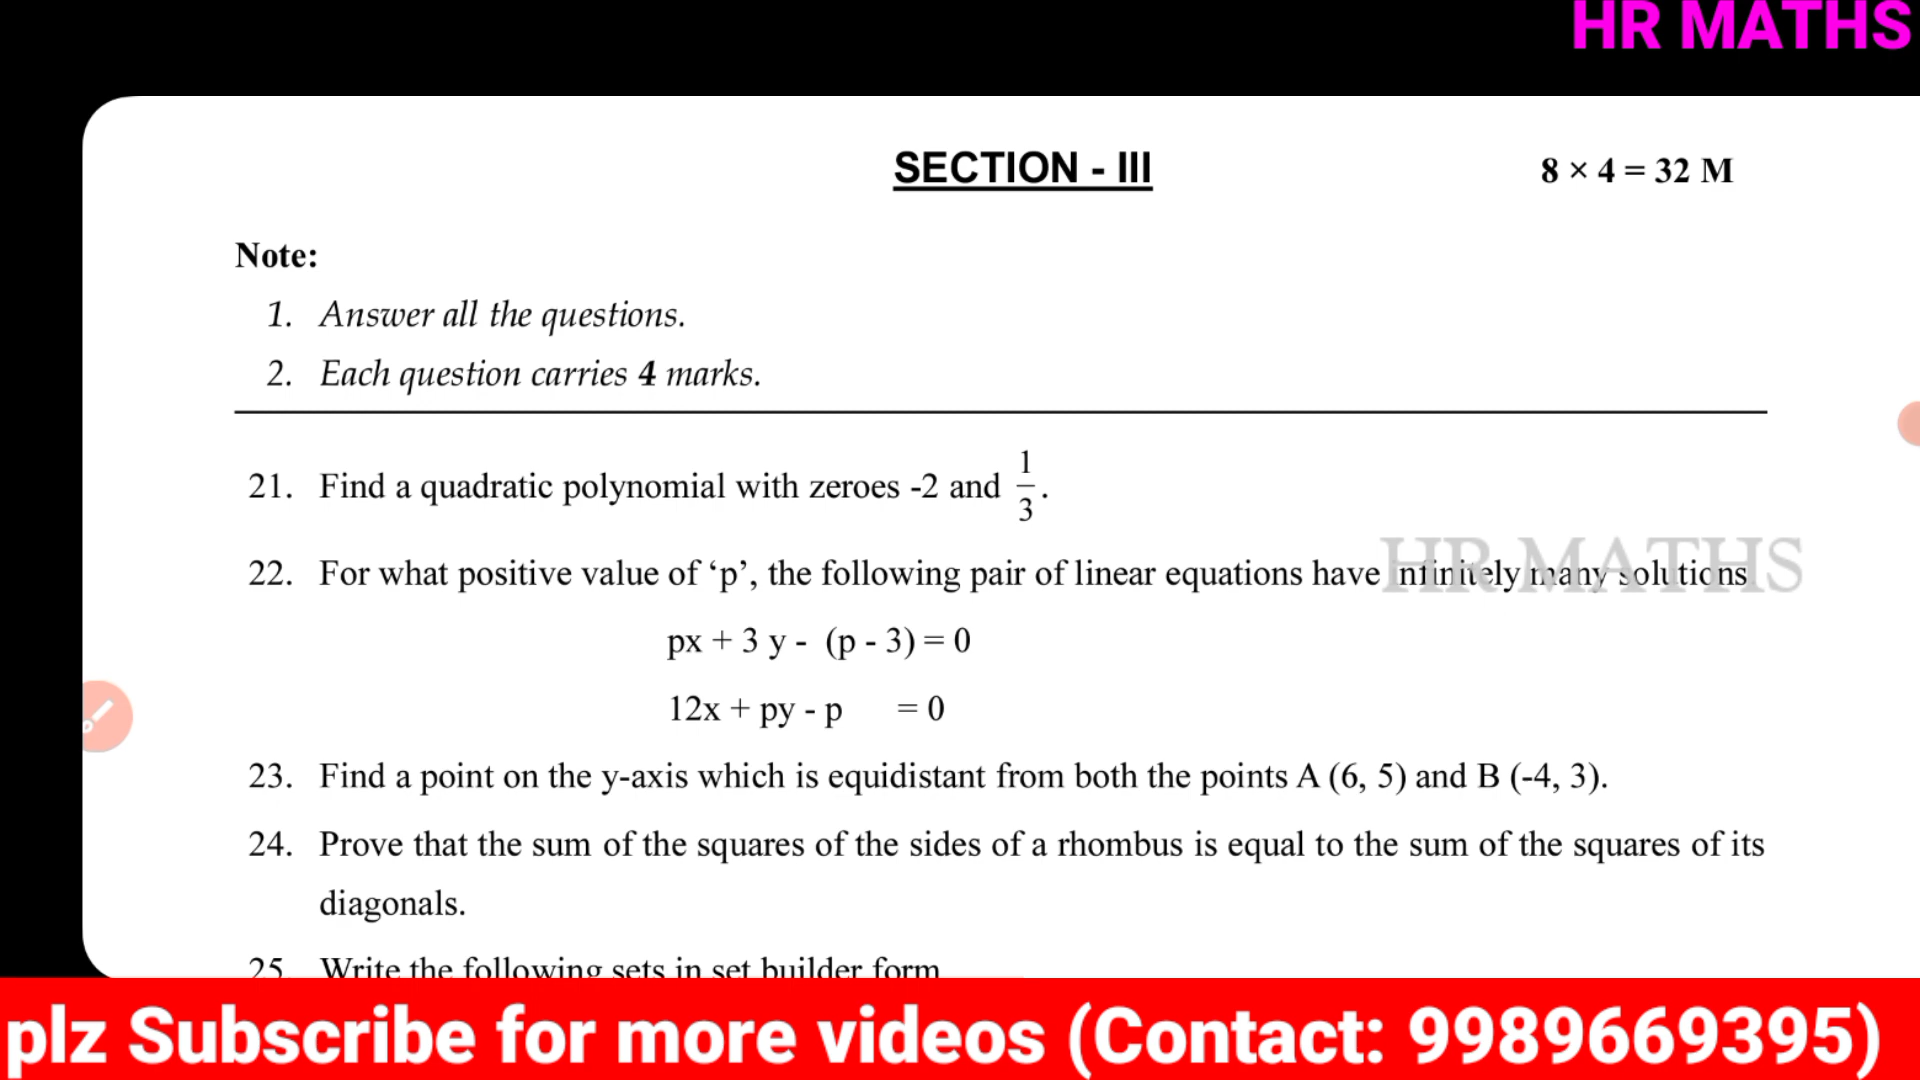 HR MATHS
SECTION - III
8 × 4 = 32 M
Note:
1. Answer all the questions.
2. Each question carries 4 marks.
21. Find a quadratic polynomial with zeroes -2 and 1/3.
22. For what positive value of ‘p’, the following pair of linear equations have infinitely many solutions
HR MATHS
px + 3 y - (p - 3) = 0
12x + py - p = 0
23. Find a point on the y-axis which is equidistant from both the points A (6, 5) and B (-4, 3).
24. Prove that the sum of the squares of the sides of a rhombus is equal to the sum of the squares of its
diagonals.
25. Write the following sets in set builder form
plz Subscribe for more videos (Contact: 9989669395)